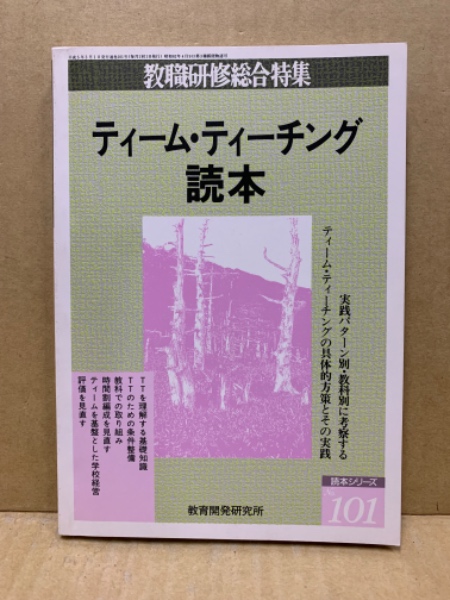 教職研修総合特集
ティーム・ティーチング
読本
実践パターン別・教科別に考察する
ティーム・ティーチングの具体的方策とその実践
TTを理解する基礎知識
TTのための条件整備
教科での取り組み
時間割編成を見直す
ティームを基盤とした学校経営
評価を見直す
読本シリーズ
No.101
教育開発研究所